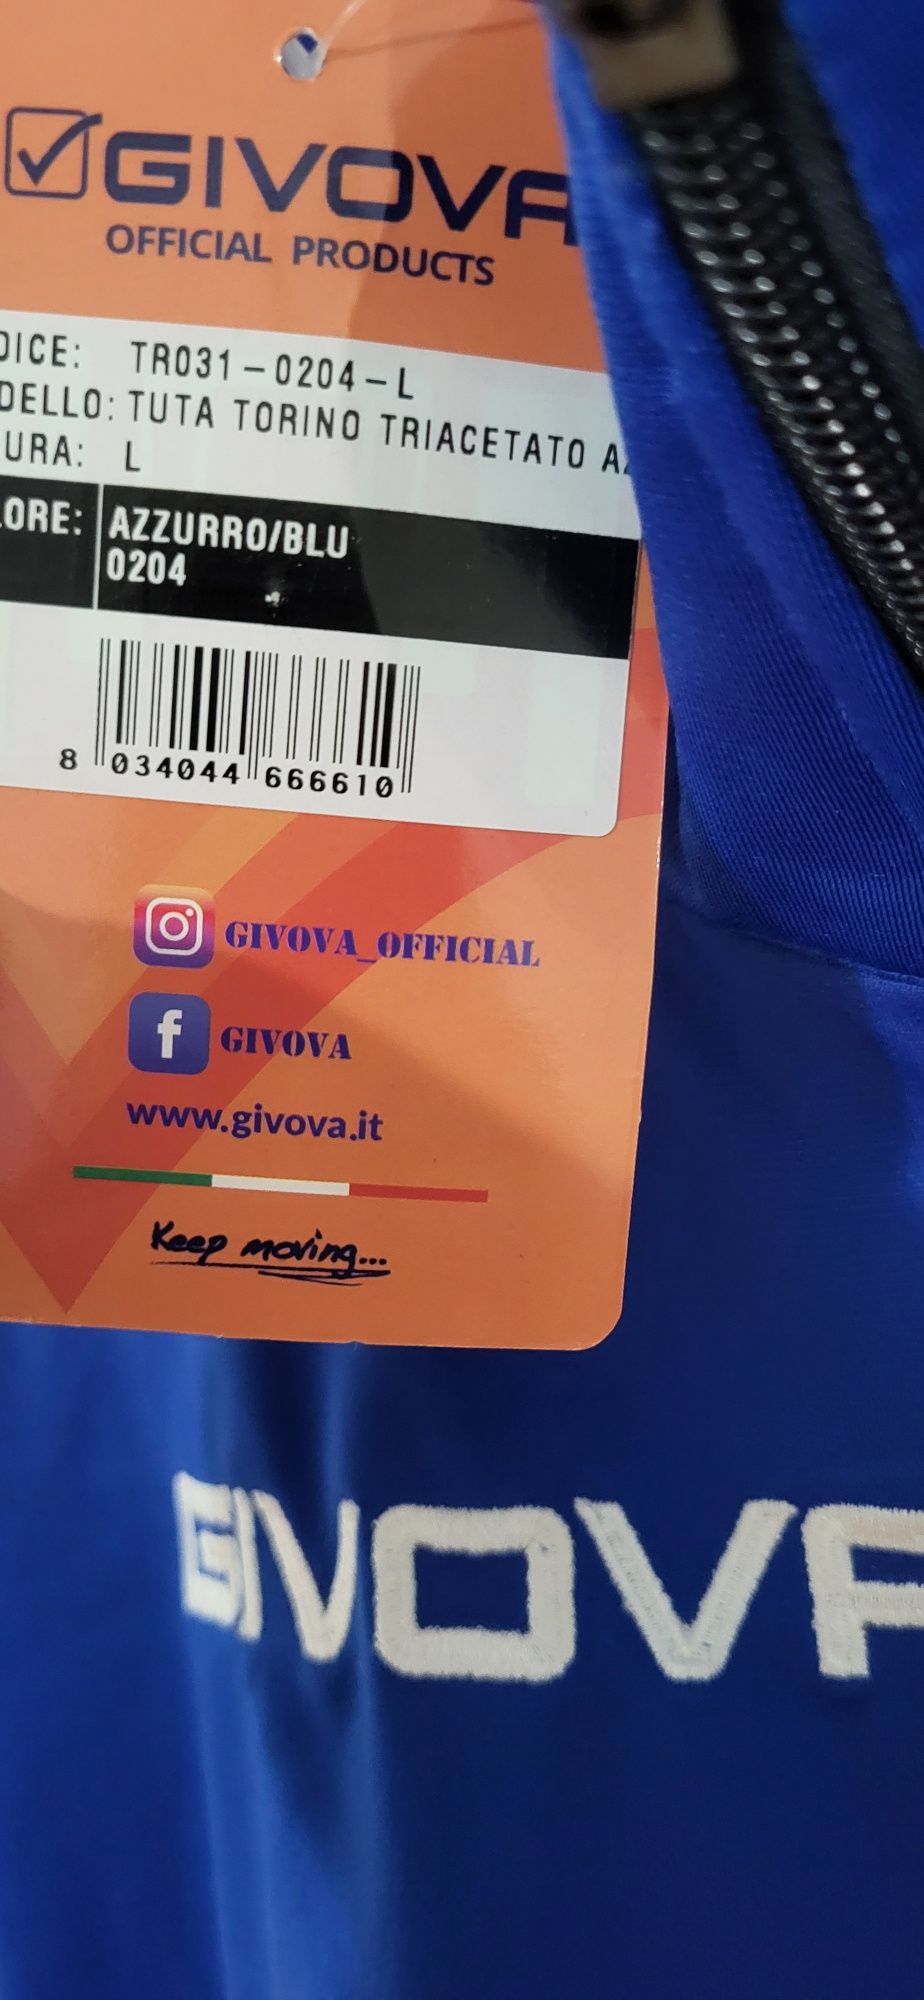 GIVOVA
OFFICIAL PRODUCTS
DICE: TR031-0204-L
DELLO: TUTA TORINO TRIACETATO
URA: L
LORE: AZZURRO/BLU
0204
8 034044 666610
GIVOVA_OFFICIAL
GIVOVA
www.givova.it
Keep moving...
GIVOVA